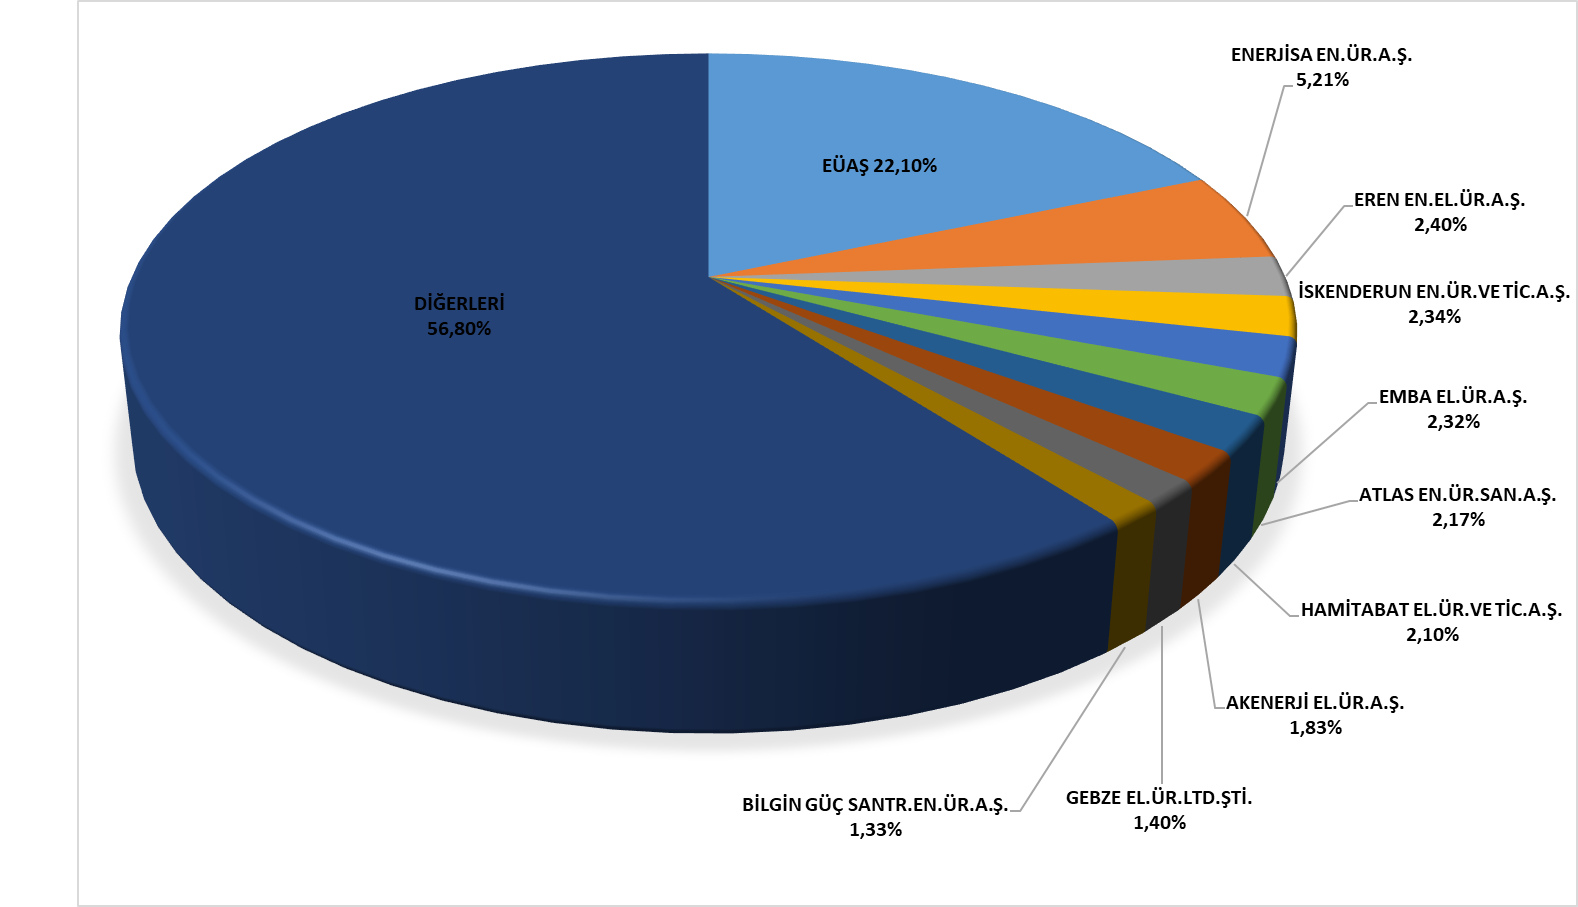 ENERJİSA EN.ÜR.A.Ş.
5,21%
EÜAŞ 22,10%
EREN EN.EL.ÜR.A.Ş.
2,40%
İSKENDERUN EN.ÜR.VE TİC.A.Ş.
2,34%
DİĞERLERİ
56,80%
EMBA EL.ÜR.A.Ş.
2,32%
ATLAS EN.ÜR.SAN.A.Ş.
2,17%
HAMİTABAT EL.ÜR.VE TİC.A.Ş.
2,10%
AKENERJİ EL.ÜR.A.Ş.
1,83%
GEBZE EL.ÜR.LTD.ŞTİ.
1,40%
BİLGİN GÜÇ SANTR.EN.ÜR.A.Ş.
1,33%